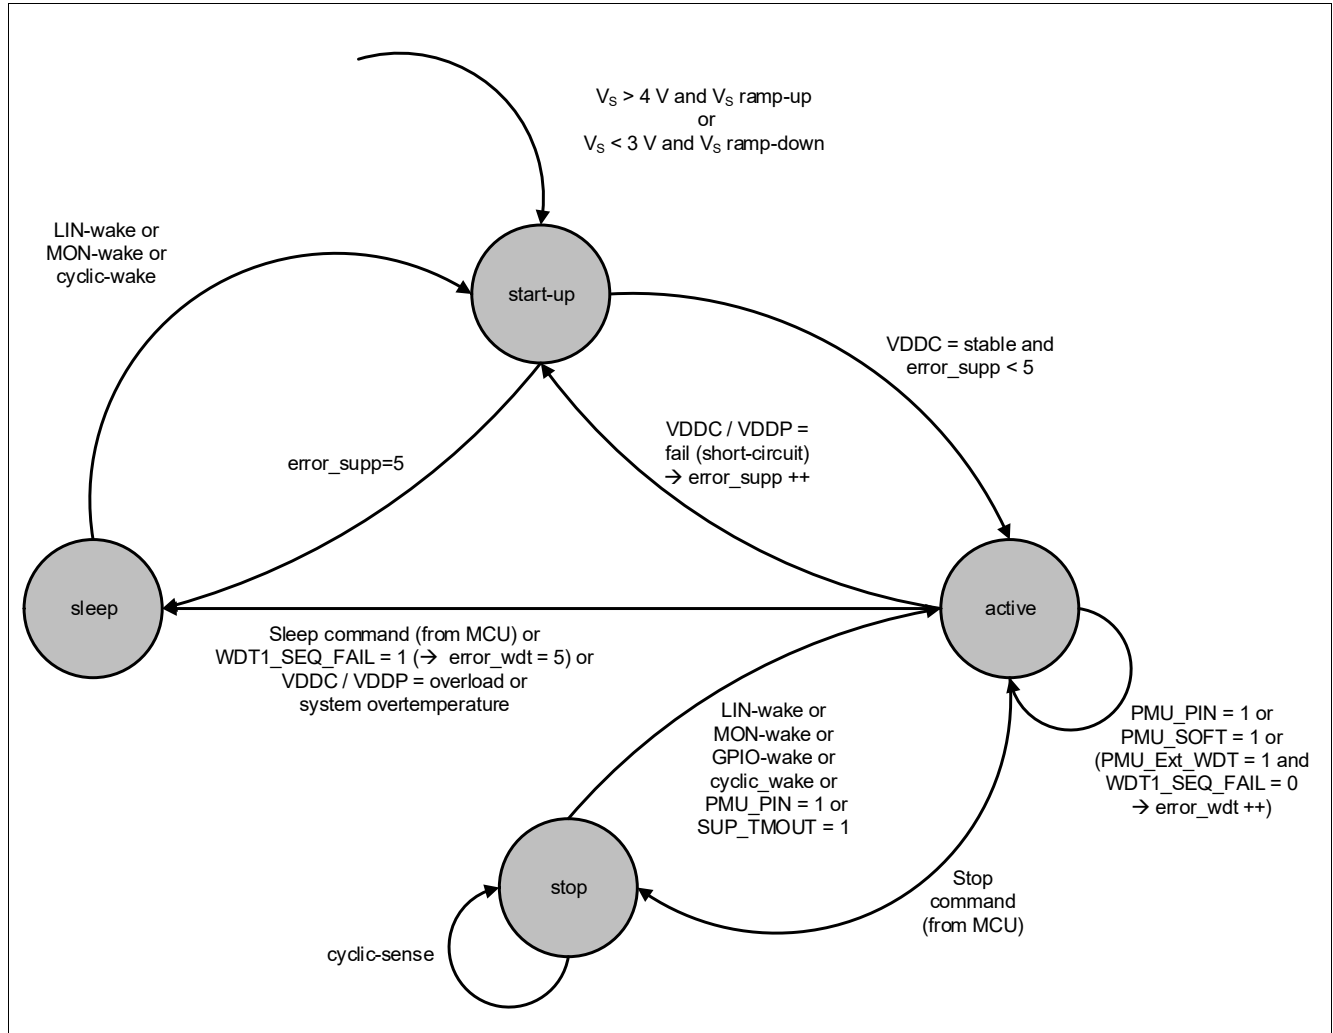 V_S > 4 V and V_S ramp-up
or
V_S < 3 V and V_S ramp-down
LIN-wake or
MON-wake or
cyclic-wake
start-up
VDDC = stable and
error_supp < 5
VDDC / VDDP =
fail (short-circuit)
→ error_supp ++
error_supp=5
sleep
active
Sleep command (from MCU) or
WDT1_SEQ_FAIL = 1 (→ error_wdt = 5) or
VDDC / VDDP = overload or
system overtemperature
LIN-wake or
MON-wake or
GPIO-wake or
cyclic_wake or
PMU_PIN = 1 or
SUP_TMOUT = 1
PMU_PIN = 1 or
PMU_SOFT = 1 or
(PMU_Ext_WDT = 1 and
WDT1_SEQ_FAIL = 0
→ error_wdt ++)
stop
Stop
command
(from MCU)
cyclic-sense